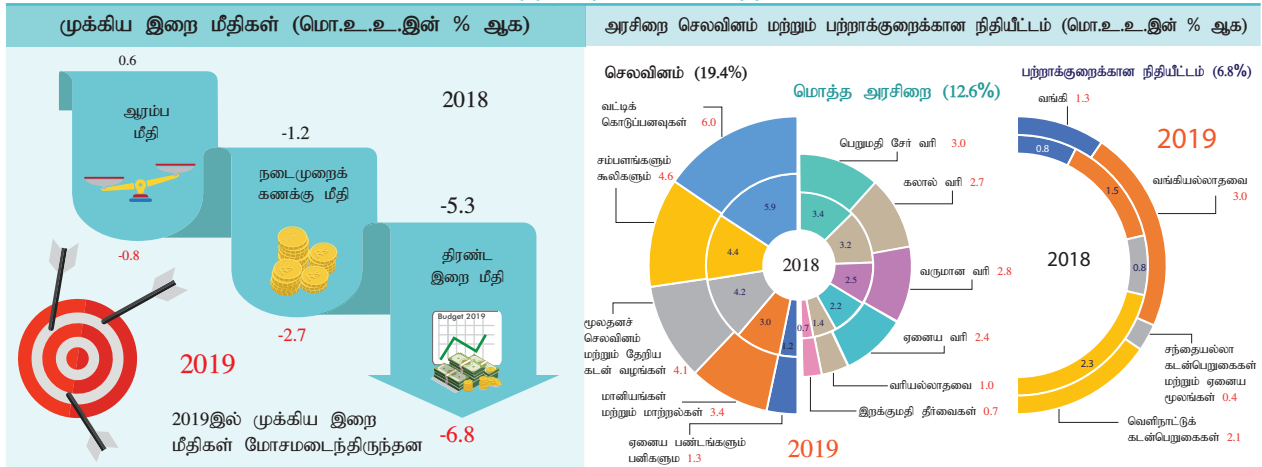 முக்கிய இறை மீதிகள் (மொ.உ.உ.இன் % ஆக)
0.6
ஆரம்ப
மீதி
-0.8
2018
-1.2
நடைமுறைக்
கணக்கு மீதி
-2.7
-5.3
திரண்ட
இறை மீதி
Budget 2019
-6.8
2019
2019இல் முக்கிய இறை
மீதிகள் மோசமடைந்திருந்தன
அரசிறை செலவினம் மற்றும் பற்றாக்குறைக்கான நிதியீட்டம் (மொ.உ.உ.இன் % ஆக)
செலவினம் (19.4%)
வட்டிக்
கொடுப்பனவுகள் 6.0
சம்பளங்களும்
கூலிகளும் 4.6
மூலதனச்
செலவினம்
மற்றும் தேறிய
கடன் வழங்கள் 4.1
மானியங்கள்
மற்றும் மாற்றல்கள் 3.4
ஏனைய பண்டங்களும்
பனிகளும 1.3
5.9
4.4
4.2
3.0
1.2
2018
மொத்த அரசிறை (12.6%)
பெறுமதி சேர் வரி 3.0
கலால் வரி 2.7
வருமான வரி 2.8
ஏனைய வரி 2.4
வரியல்லாதவை 1.0
இறக்குமதி தீர்வைகள் 0.7
3.4
3.2
2.5
2.2
1.4
0.7
2019
பற்றாக்குறைக்கான நிதியீட்டம் (6.8%)
வங்கி 1.3
2019
வங்கியல்லாதவை
3.0
சந்தையல்லா
கடன்பெறுகைகள்
மற்றும் ஏனைய
மூலங்கள் 0.4
வெளிநாட்டுக்
கடன்பெறுகைகள் 2.1
0.8
1.5
0.8
2.3
2018